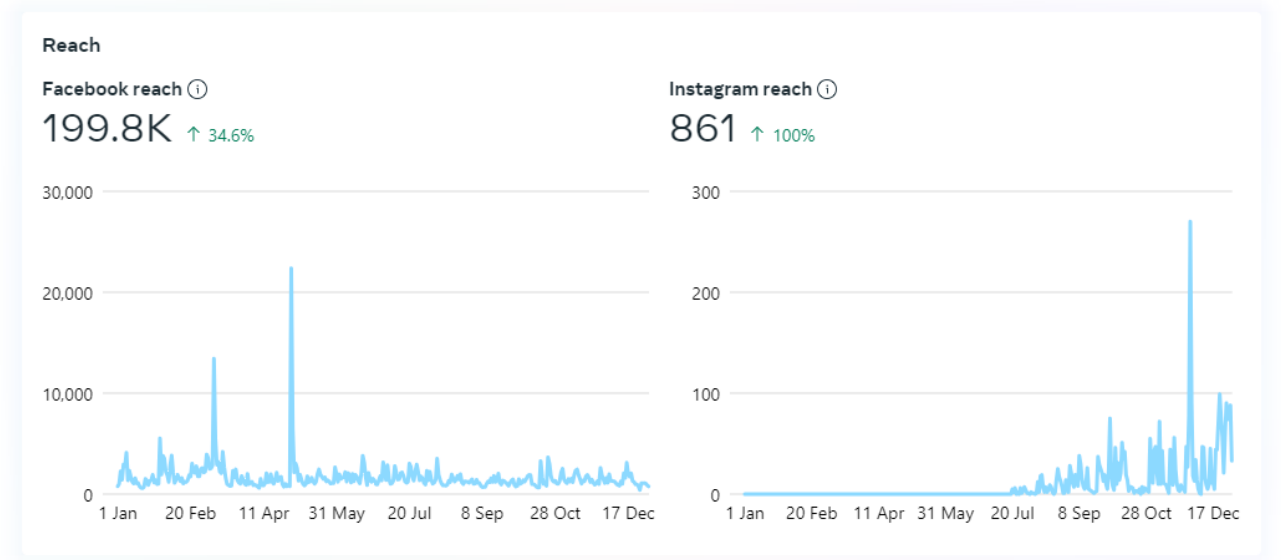 Reach
Facebook reach
199.8K ↑ 34.6%
30,000
20,000
10,000
0
1 Jan 20 Feb 11 Apr 31 May 20 Jul 8 Sep 28 Oct 17 Dec
Instagram reach
861 ↑ 100%
300
200
100
0
1 Jan 20 Feb 11 Apr 31 May 20 Jul 8 Sep 28 Oct 17 Dec